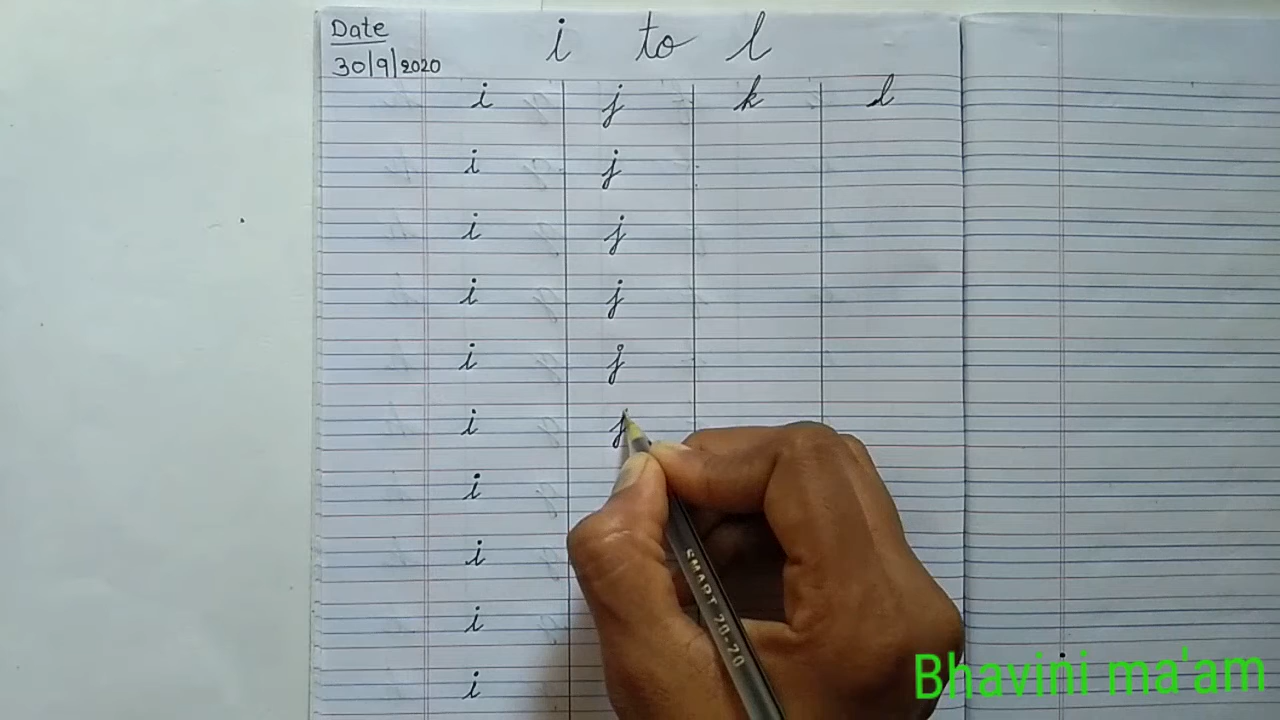 Date
30/9/2020
i to l
i j k l
i j
i j
i j
i j
i j
i
i
i
i
SMART 20-20
Bhavini ma'am